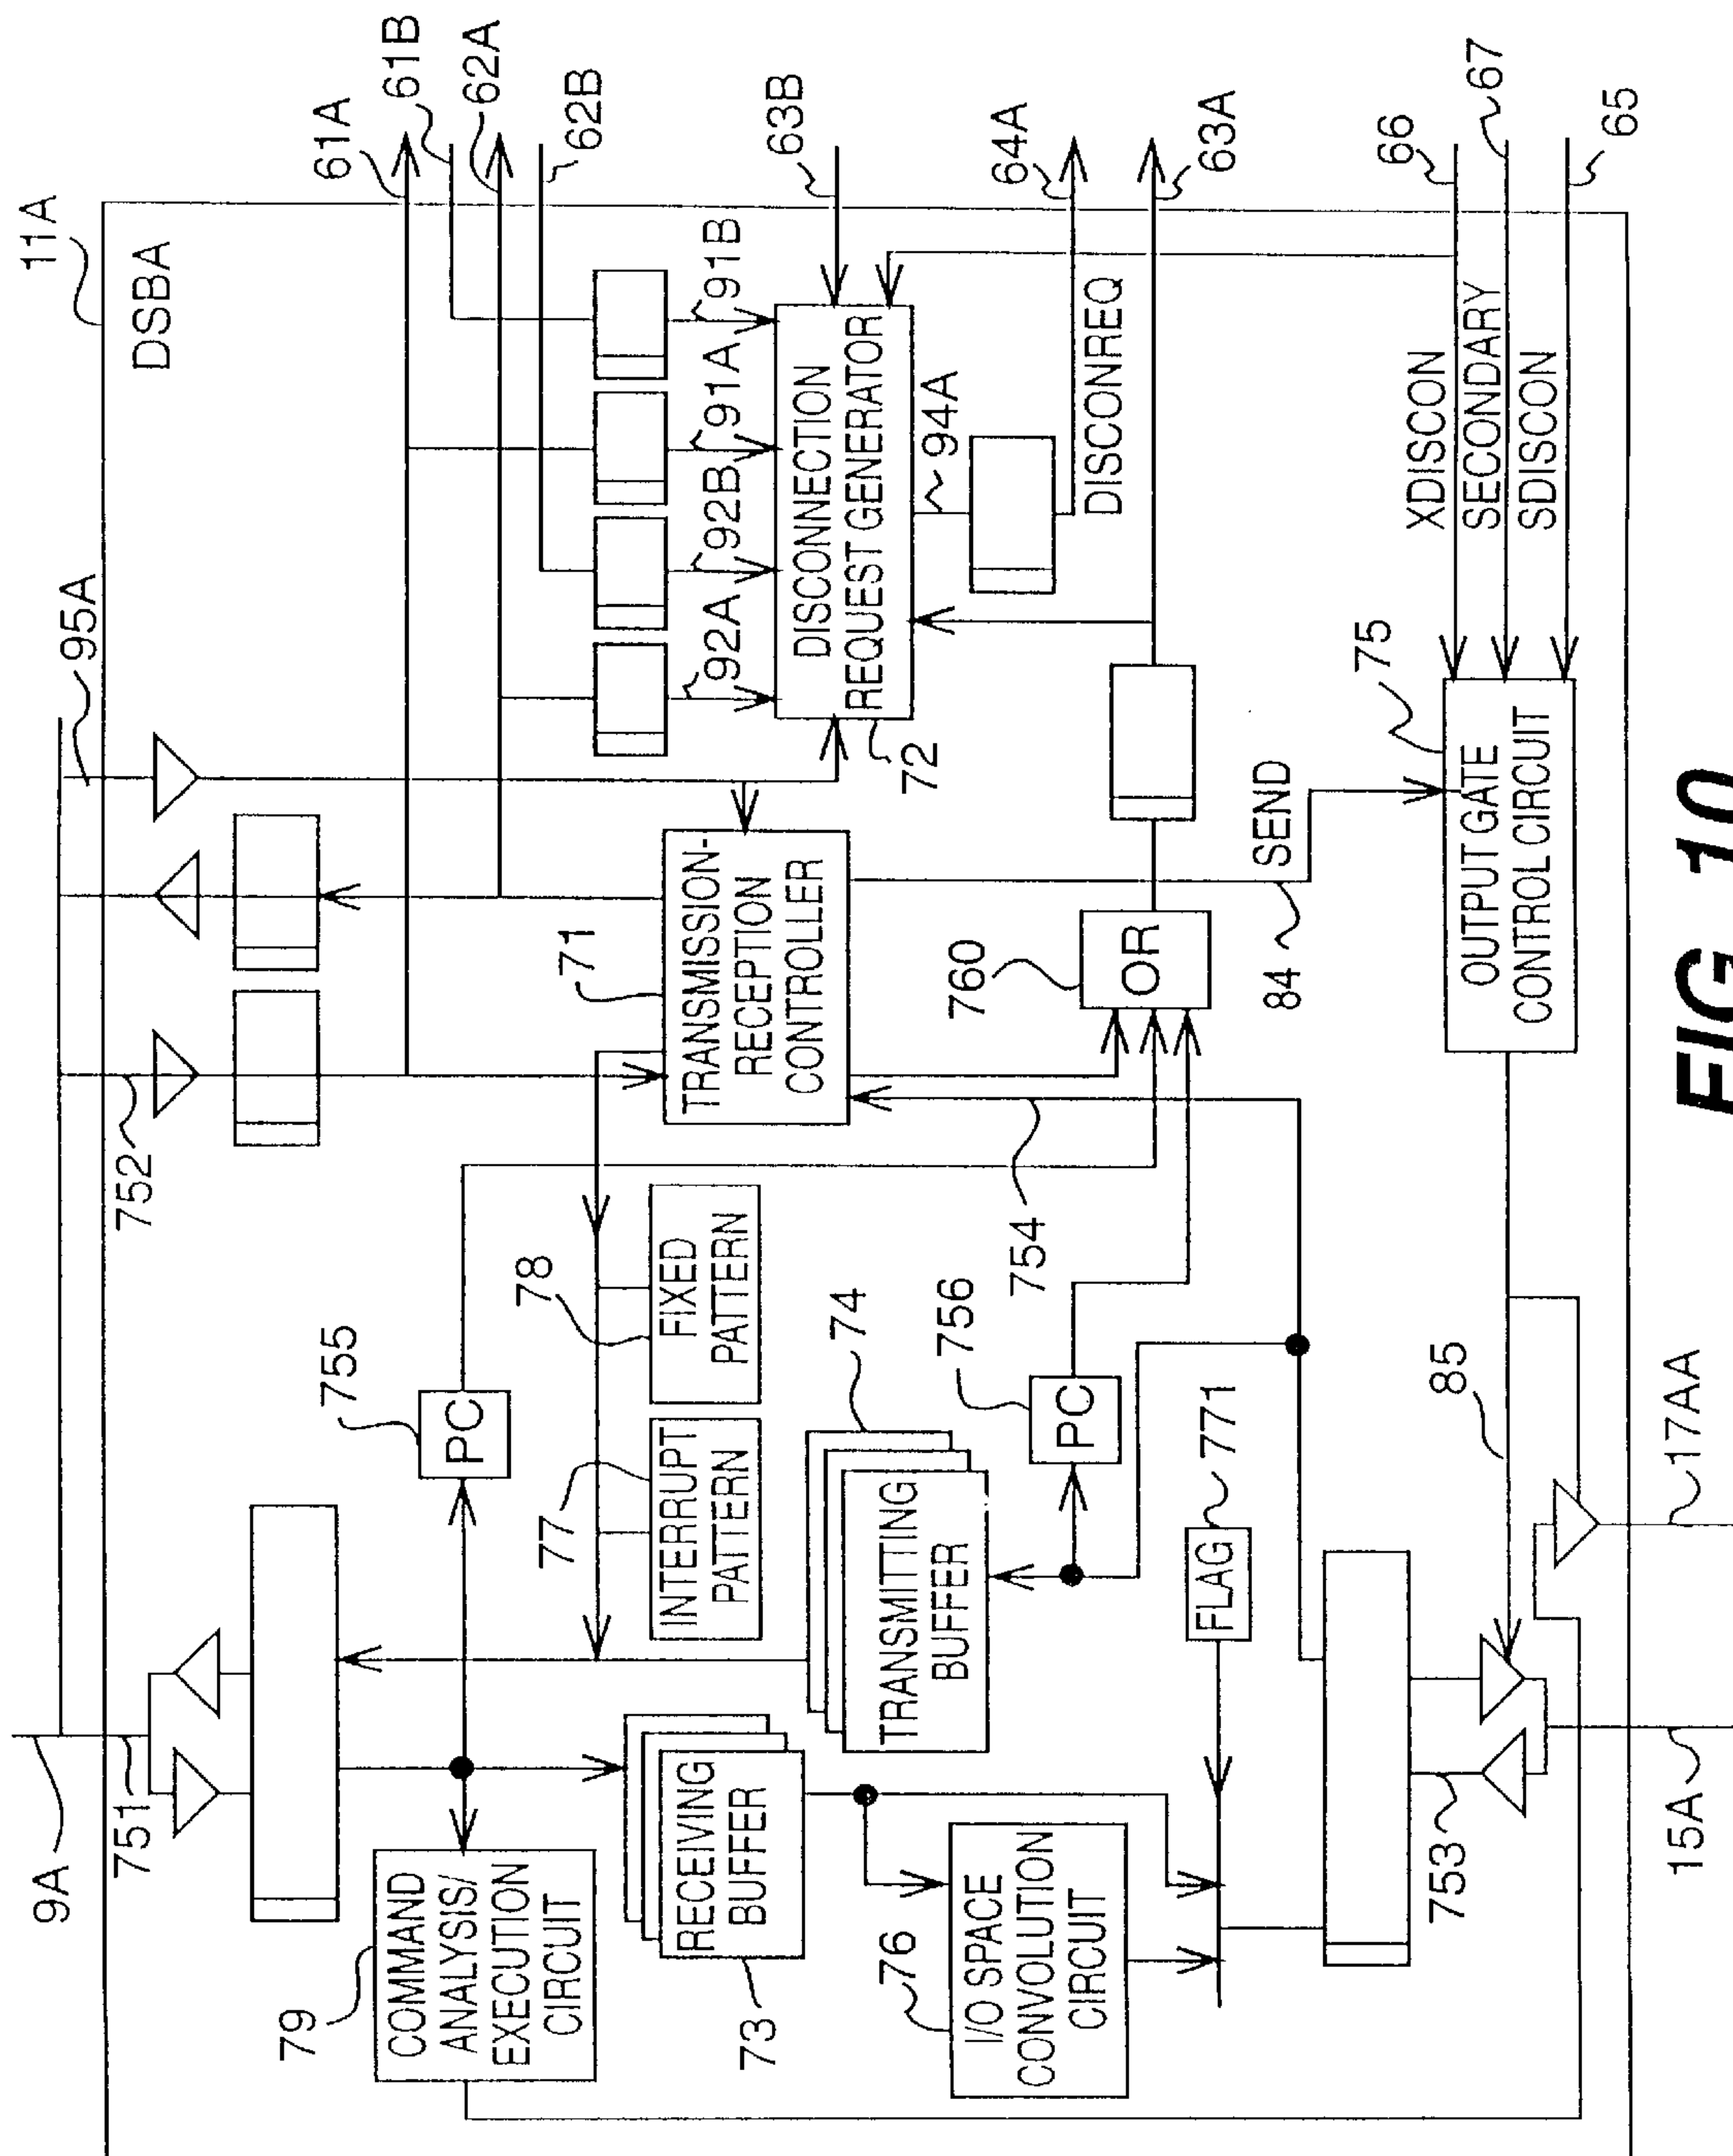 11A
DSBA
9A
751
752
95A
61A
61B
62A
62B
63B
64A
63A
66
67
65
79
COMMAND
ANALYSIS/
EXECUTION
CIRCUIT
PC
755
77
INTERRUPT
PATTERN
78
FIXED
PATTERN
71
TRANSMISSION-
RECEPTION
CONTROLLER
92A
92B
91A
91B
72
DISCONNECTION
REQUEST GENERATOR
94A
DISCONREQ
73
RECEIVING
BUFFER
74
TRANSMITTING
BUFFER
PC
756
754
760
OR
84
SEND
76
I/O SPACE
CONVOLUTION
CIRCUIT
FLAG
771
753
85
75
OUTPUT GATE
CONTROL CIRCUIT
XDISCON
SECONDARY
SDISCON
15A
17AA
FIG. 10